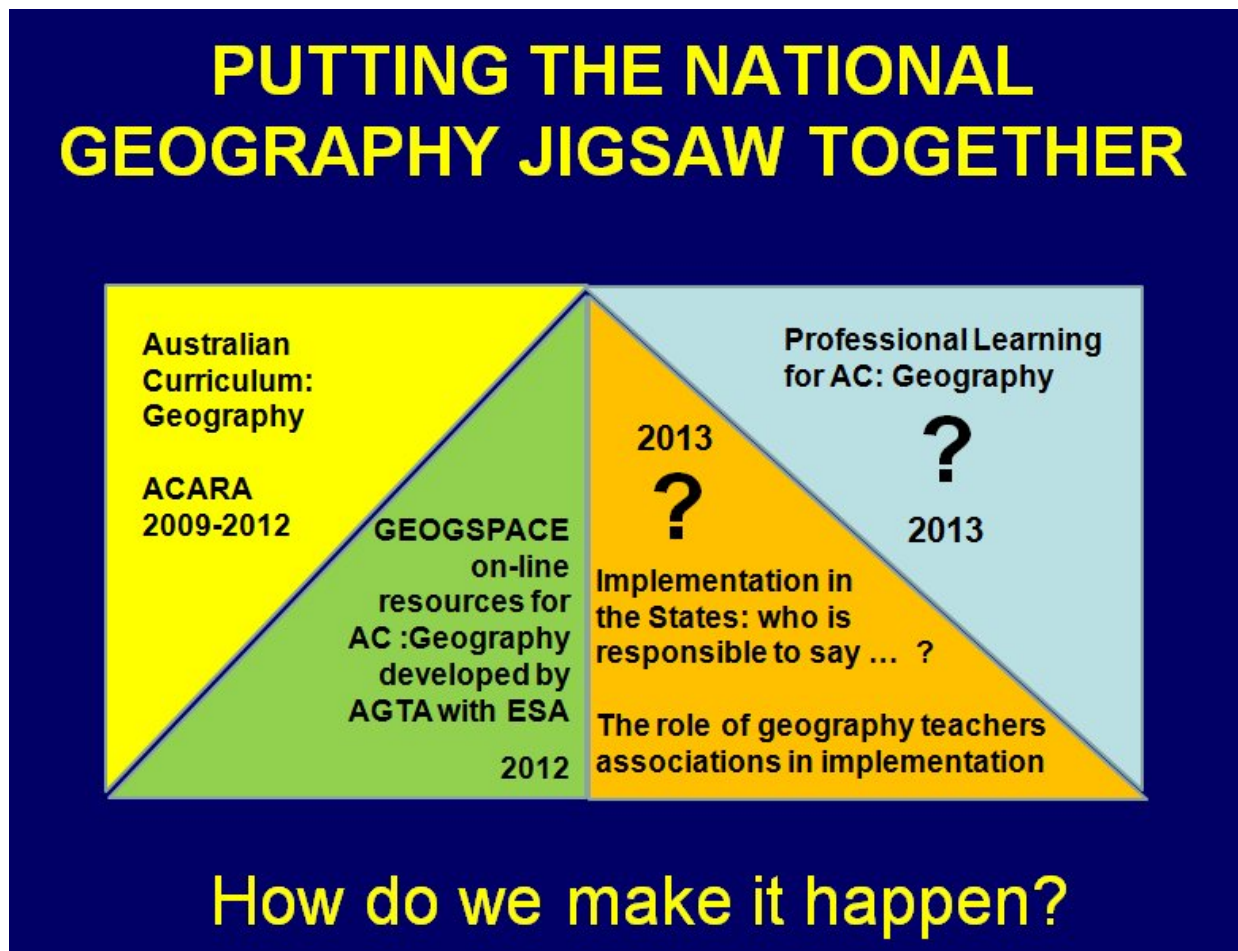 PUTTING THE NATIONAL
GEOGRAPHY JIGSAW TOGETHER
Australian
Curriculum:
Geography
ACARA
2009-2012
GEOGSPACE
on-line
resources for
AC :Geography
developed by
AGTA with ESA
2012
2013
?
Implementation in
the States: who is
responsible to say … ?
The role of geography teachers
associations in implementation
Professional Learning
for AC: Geography
?
2013
How do we make it happen?